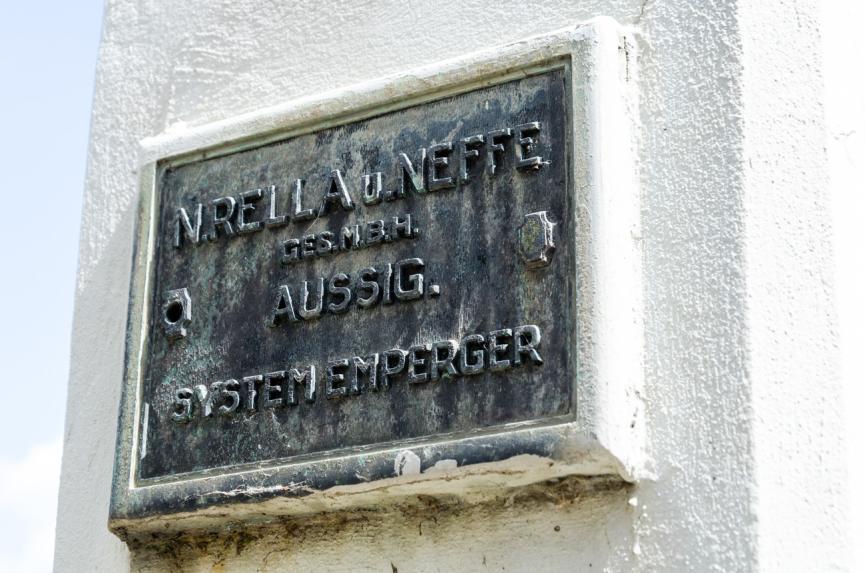 N. RELLA u. NEFFE
GES. M. B. H.
AUSSIG.
SYSTEM EMPERGER